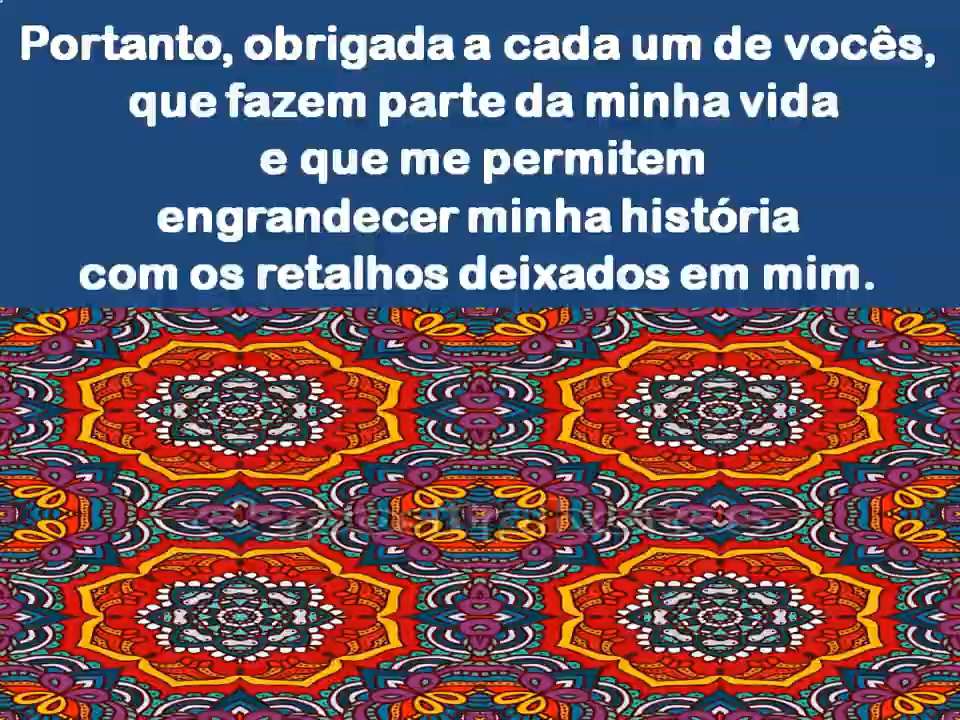 Portanto, obrigada a cada um de vocês,
que fazem parte da minha vida
e que me permitem
engrandecer minha história
com os retalhos deixados em mim.